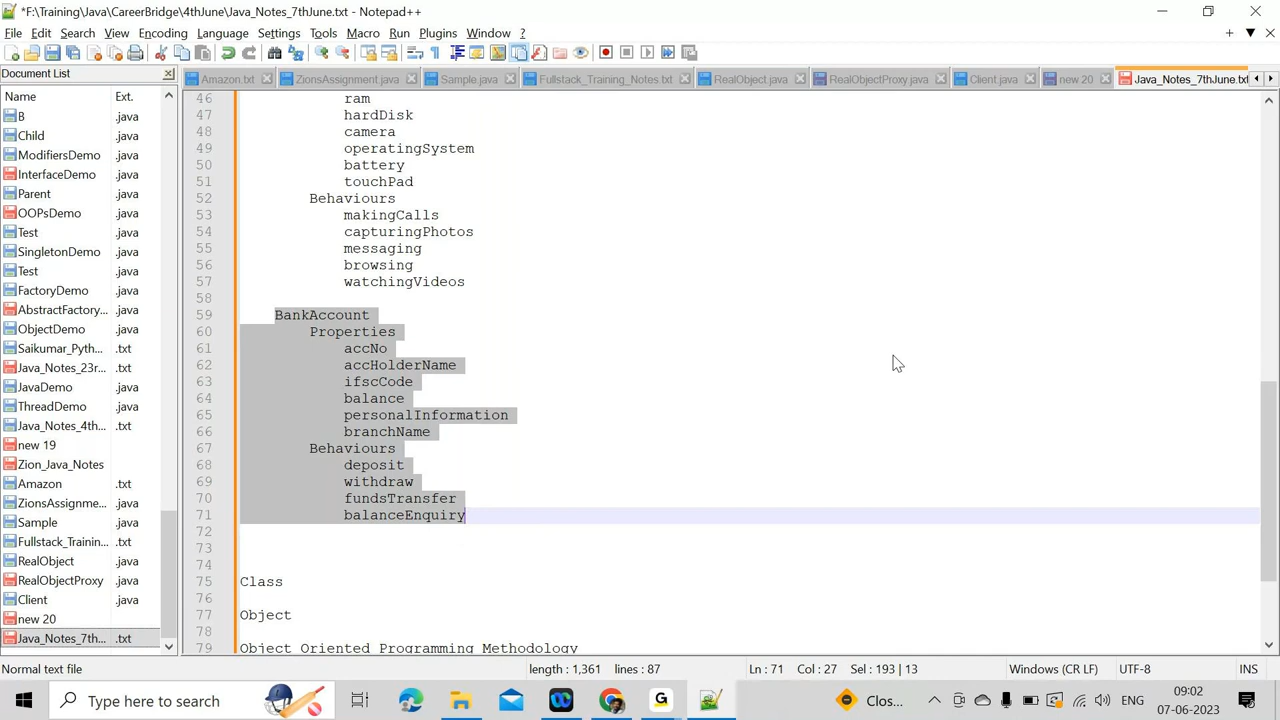 *F:\Training\Java\CareerBridge\4thJune\Java_Notes_7thJune.txt - Notepad++
File Edit Search View Encoding Language Settings Tools Macro Run Plugins Window ?
Document List
Amazon.txt ZionsAssignment.java Sample.java Fullstack_Training_Notes.txt RealObject.java RealObjectProxy.java Client.java new 20 Java_Notes_7thJune.txt
Name Ext.
B .java
Child .java
ModifiersDemo .java
InterfaceDemo .java
Parent .java
OOPsDemo .java
Test .java
SingletonDemo .java
Test .java
FactoryDemo .java
AbstractFactory... .java
ObjectDemo .java
Saikumar_Pyth... .txt
Java_Notes_23r... .txt
JavaDemo .java
ThreadDemo .java
Java_Notes_4th... .txt
new 19
Zion_Java_Notes
Amazon .txt
ZionsAssignme... .java
Sample .java
Fullstack_Trainin... .txt
RealObject .java
RealObjectProxy .java
Client .java
new 20
Java_Notes_7th... .txt
46 ram
47 hardDisk
48 camera
49 operatingSystem
50 battery
51 touchPad
52 Behaviours
53 makingCalls
54 capturingPhotos
55 messaging
56 browsing
57 watchingVideos
58
59 BankAccount
60 Properties
61 accNo
62 accHolderName
63 ifscCode
64 balance
65 personalInformation
66 branchName
67 Behaviours
68 deposit
69 withdraw
70 fundsTransfer
71 balanceEnquiry
72
73
74
75 Class
76
77 Object
78
79 Object Oriented Programming Methodology
Normal text file length : 1,361 lines : 87 Ln : 71 Col : 27 Sel : 193 | 13 Windows (CR LF) UTF-8 INS
Type here to search
Clos... ENG
09:02
07-06-2023